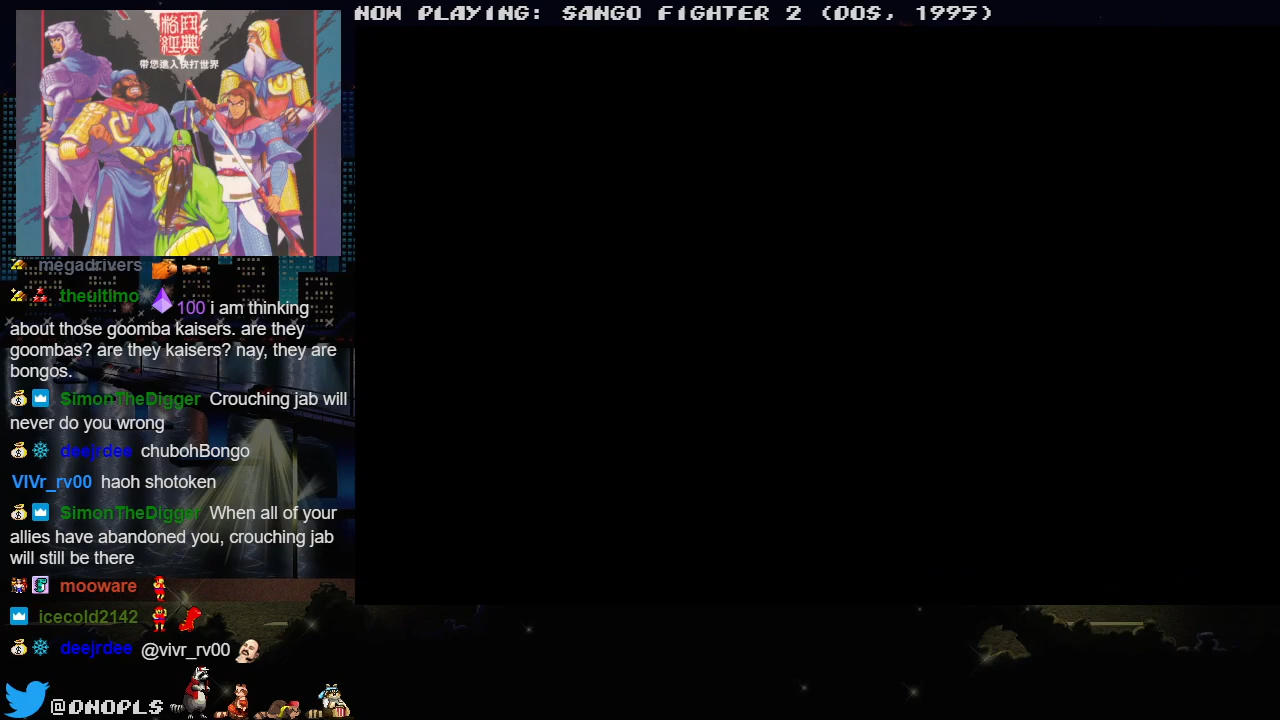 NOW PLAYING: SANGO FIGHTER 2 (DOS, 1995)
格鬥
經典
帶您進入快打世界
megadrivers
theultimo 100 i am thinking
about those goomba kaisers. are they
goombas? are they kaisers? nay, they are
bongos.
SimonTheDigger Crouching jab will
never do you wrong
deejrdee chubohBongo
VIVr_rv00 haoh shotoken
SimonTheDigger When all of your
allies have abandoned you, crouching jab
will still be there
mooware
icecold2142
deejrdee @vivr_rv00
@DHOPLS